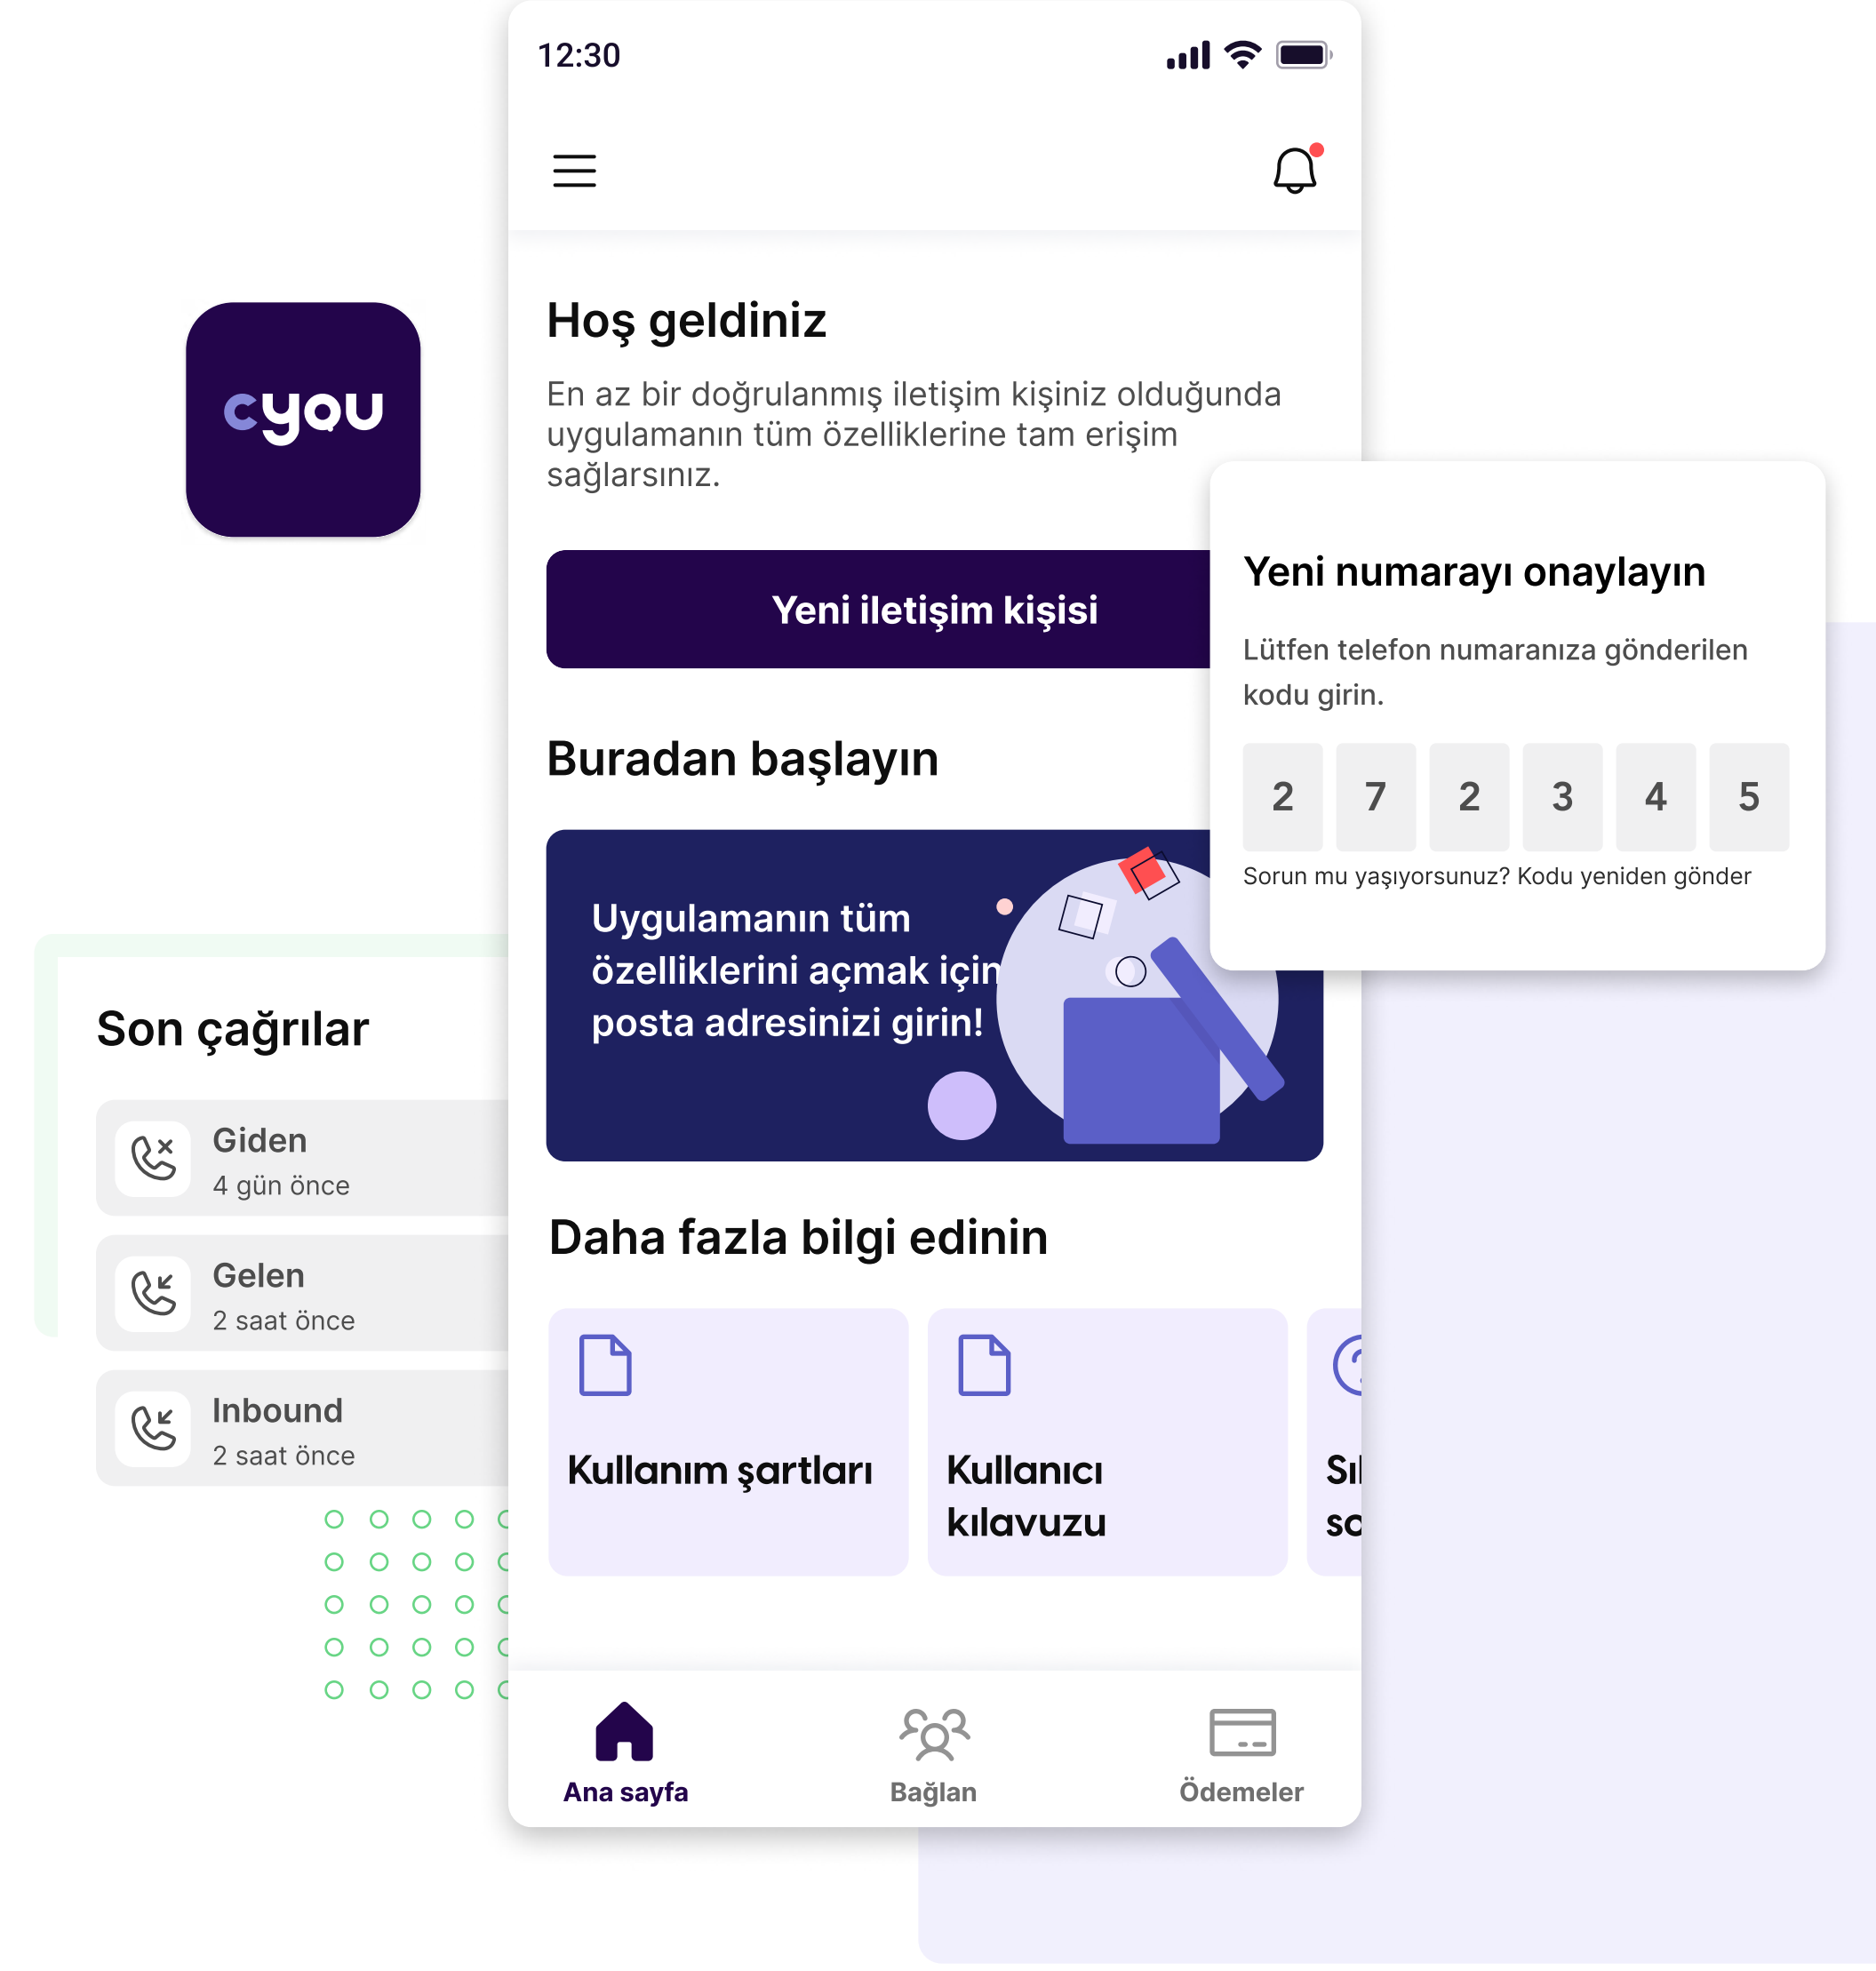 12:30
cyou
Hoş geldiniz
En az bir doğrulanmış iletişim kişiniz olduğunda
uygulamanın tüm özelliklerine tam erişim
sağlarsınız.
Yeni iletişim kişisi
Yeni numarayı onaylayın
Lütfen telefon numaranıza gönderilen
kodu girin.
2 7 2 3 4 5
Sorun mu yaşıyorsunuz? Kodu yeniden gönder
Buradan başlayın
Uygulamanın tüm
özelliklerini açmak için
posta adresinizi girin!
Son çağrılar
Giden
4 gün önce
Gelen
2 saat önce
Inbound
2 saat önce
Daha fazla bilgi edinin
Kullanım şartları
Kullanıcı
kılavuzu
Ana sayfa
Bağlan
Ödemeler